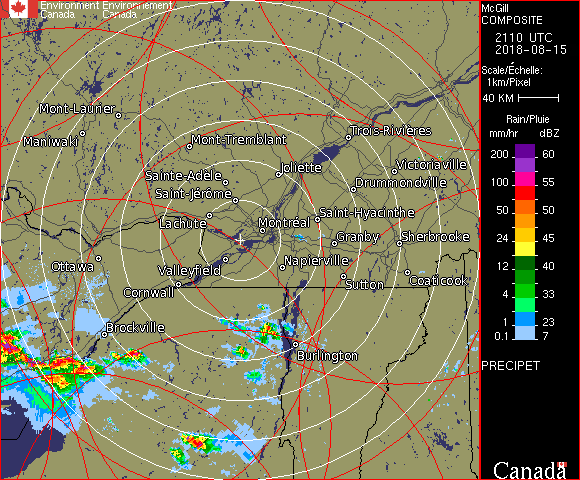 Environment Environnement
Canada Canada
McGill
COMPOSITE
2110 UTC
2018-08-15
Scale/Échelle:
1km/Pixel
40 KM
Rain/Pluie
mm/hr dBZ
200 60
100 55
50 50
24 45
12 40
4 33
1 23
0.1 7
PRECIPET
Canada
Mont-Laurier
Maniwaki
Mont-Tremblant
Trois-Rivières
Sainte-Adèle
Joliette
Victoriaville
Saint-Jérôme
Drummondville
Lachute
Montréal
Saint-Hyacinthe
Granby
Sherbrooke
Ottawa
Valleyfield
Napierville
Cornwall
Sutton
Coaticook
Brockville
Burlington